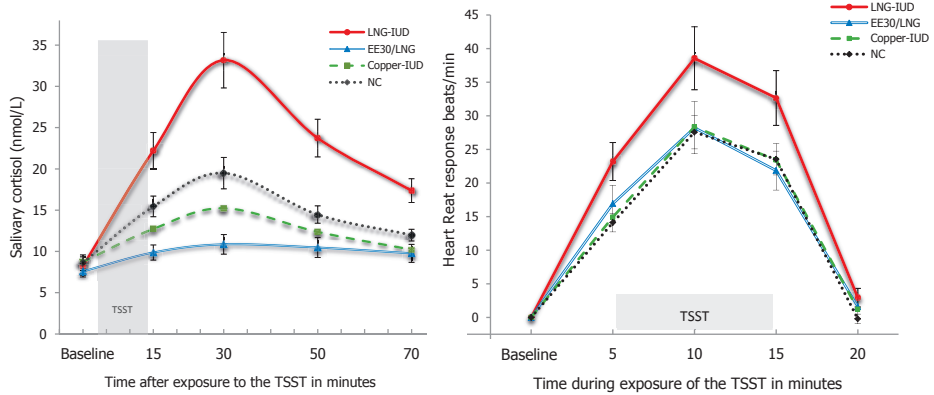 LNG-IUD
EE30/LNG
Copper-IUD
NC
Salivary cortisol (nmol/L)
35
30
25
20
15
10
5
0
TSST
Baseline 15 30 50 70
Time after exposure to the TSST in minutes
LNG-IUD
EE30/LNG
Copper-IUD
NC
Heart Reat response beats/min
45
40
35
30
25
20
15
10
5
0
TSST
Baseline 5 10 15 20
Time during exposure of the TSST in minutes